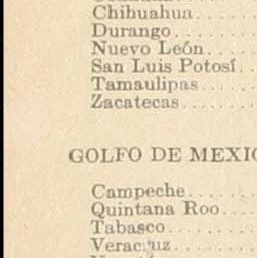 Chihuahua......
Durango........
Nuevo León.....
San Luis Potosí..
Tamaulipas.....
Zacatecas.......
GOLFO DE MEXIC
Campeche......
Quintana Roo...
Tabasco........
Veracruz.......